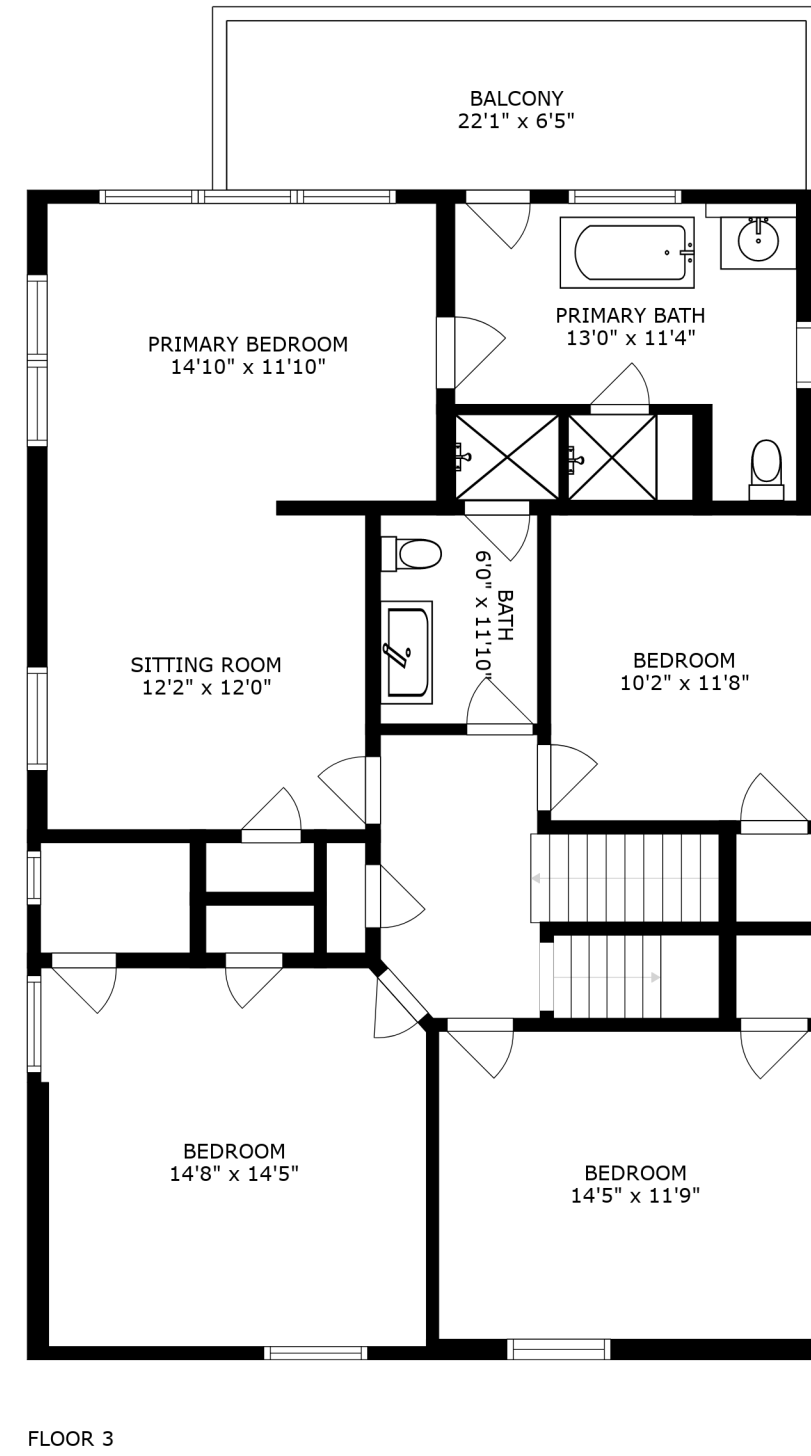 BALCONY
22'1" x 6'5"
PRIMARY BEDROOM
14'10" x 11'10"
PRIMARY BATH
13'0" x 11'4"
BATH
6'0" x 11'10"
SITTING ROOM
12'2" x 12'0"
BEDROOM
10'2" x 11'8"
BEDROOM
14'8" x 14'5"
BEDROOM
14'5" x 11'9"
FLOOR 3